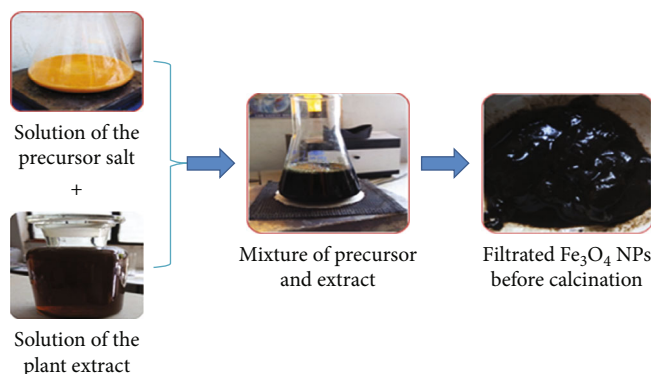 Solution of the
precursor salt
+
Solution of the
plant extract
Mixture of precursor
and extract
Filtrated Fe₃O₄ NPs
before calcination